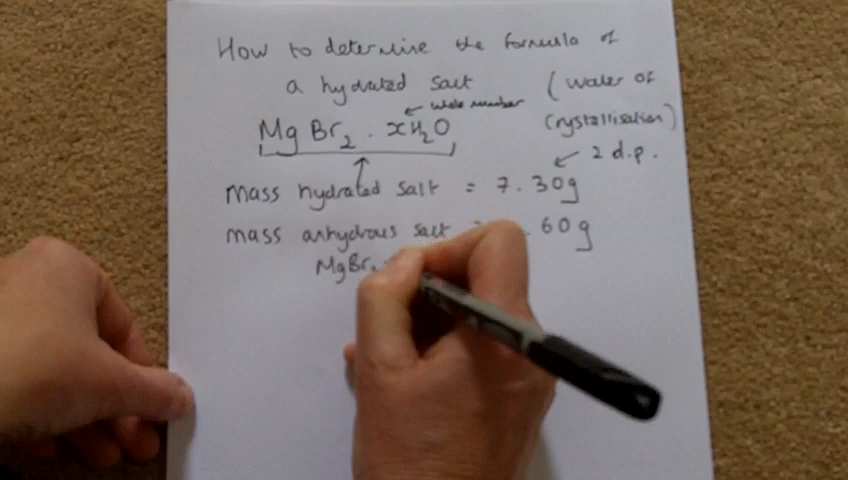 How to determine the formula of
a hydrated salt (water of
crystallisation)
← whole number
MgBr₂ . xH₂O
← 2 d.p.
mass hydrated salt = 7.30g
mass anhydrous salt .60g
MgBr₂